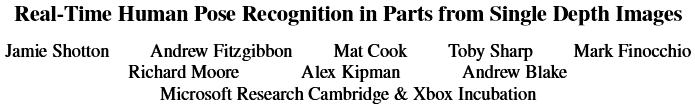 Real-Time Human Pose Recognition in Parts from Single Depth Images
Jamie Shotton Andrew Fitzgibbon Mat Cook Toby Sharp Mark Finocchio
Richard Moore Alex Kipman Andrew Blake
Microsoft Research Cambridge & Xbox Incubation